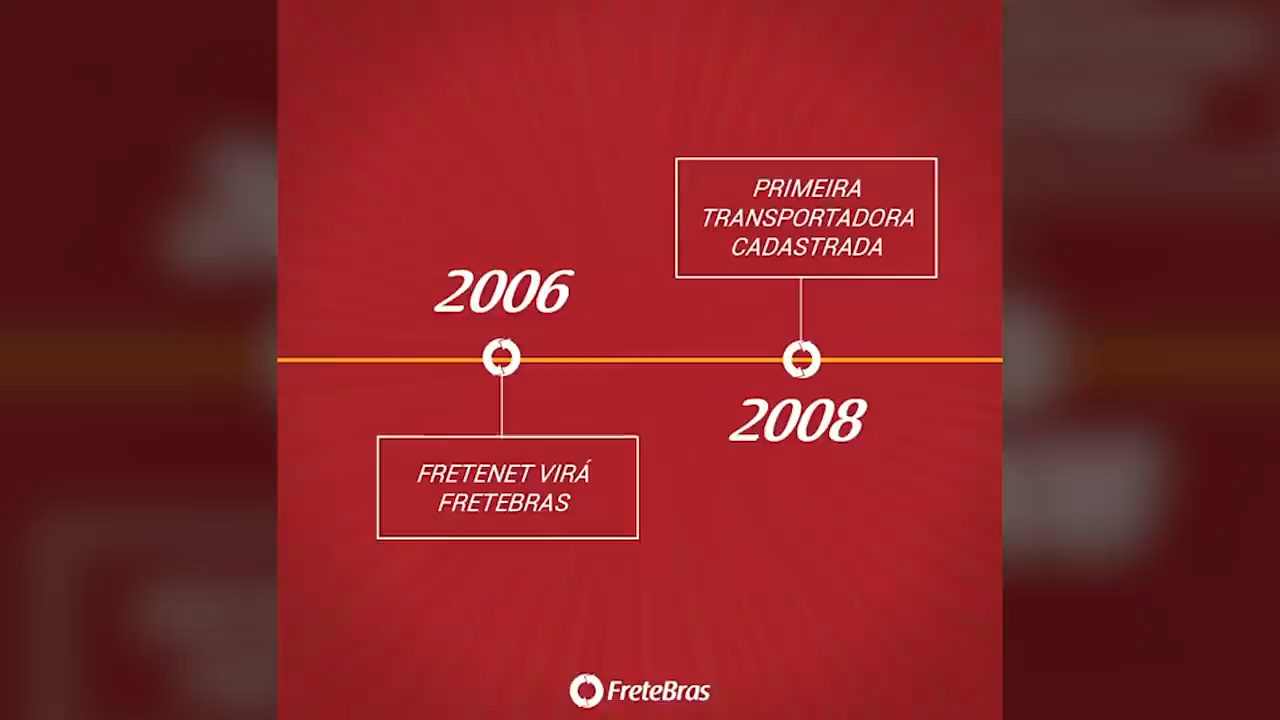 2006
FRETENET VIRÁ
FRETEBRAS
PRIMEIRA
TRANSPORTADORA
CADASTRADA
2008
FreteBras